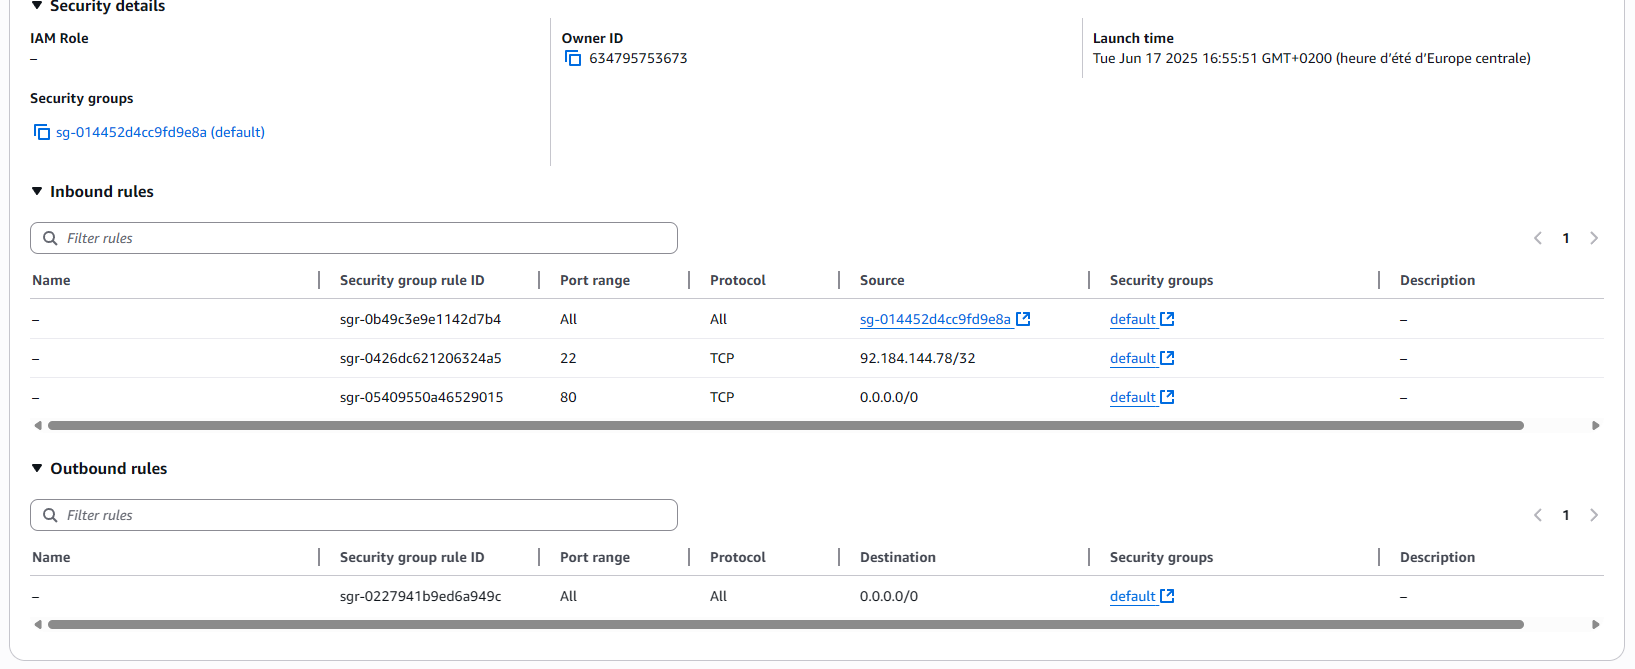 Security details
IAM Role
–
Owner ID
634795753673
Launch time
Tue Jun 17 2025 16:55:51 GMT+0200 (heure d’été d’Europe centrale)
Security groups
sg-014452d4cc9fd9e8a (default)
Inbound rules
Filter rules
1
Name Security group rule ID Port range Protocol Source Security groups Description
– sgr-0b49c3e9e1142d7b4 All All sg-014452d4cc9fd9e8a default –
– sgr-0426dc621206324a5 22 TCP 92.184.144.78/32 default –
– sgr-05409550a46529015 80 TCP 0.0.0.0/0 default –
Outbound rules
Filter rules
1
Name Security group rule ID Port range Protocol Destination Security groups Description
– sgr-0227941b9ed6a949c All All 0.0.0.0/0 default –